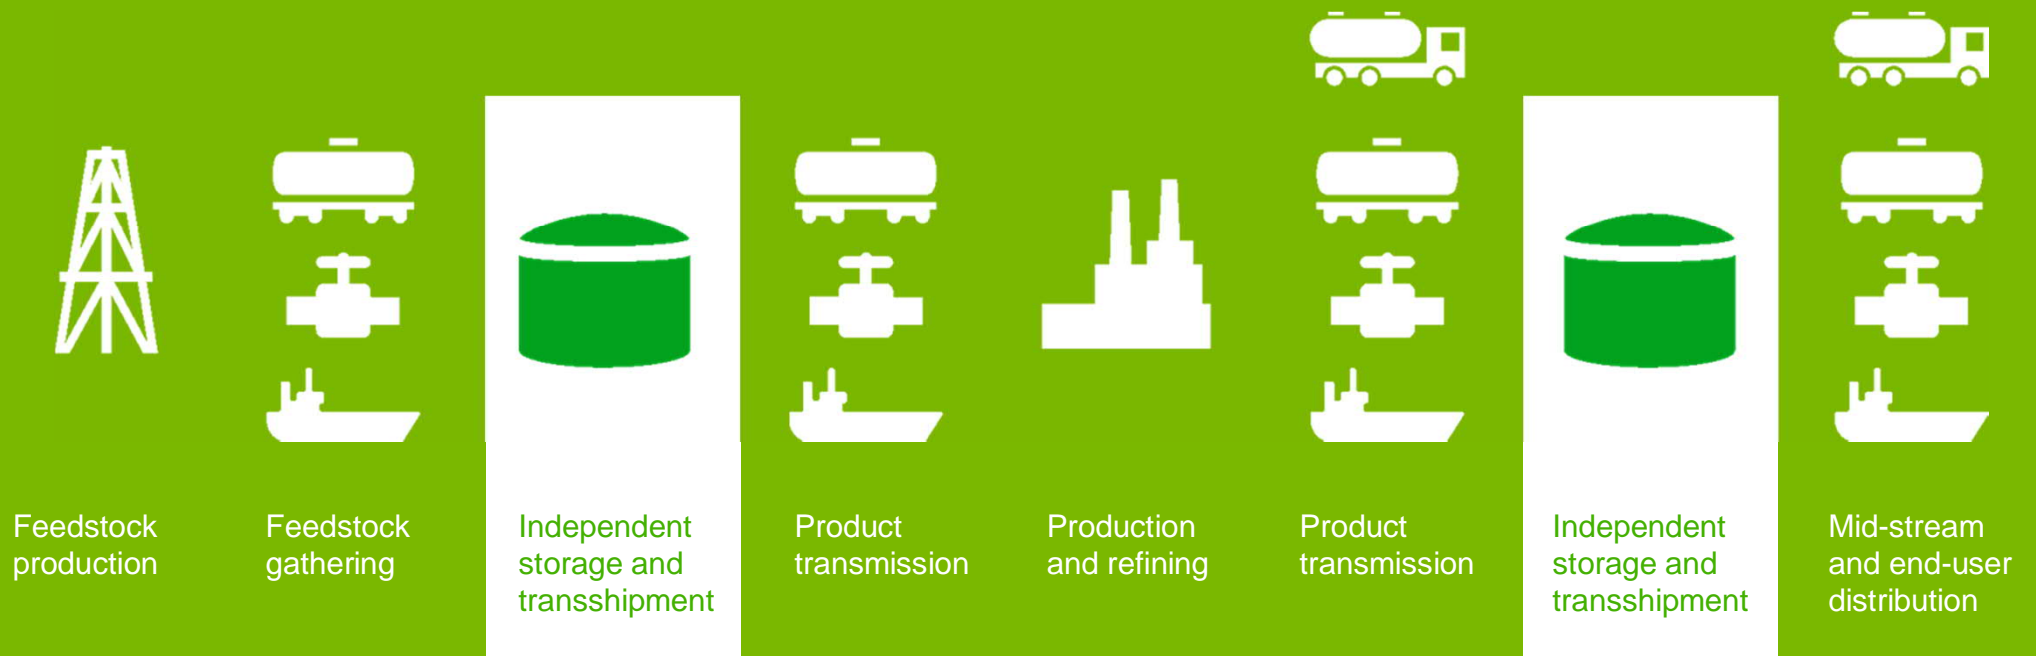 Feedstock
production
Feedstock
gathering
Independent
storage and
transshipment
Product
transmission
Production
and refining
Product
transmission
Independent
storage and
transshipment
Mid-stream
and end-user
distribution